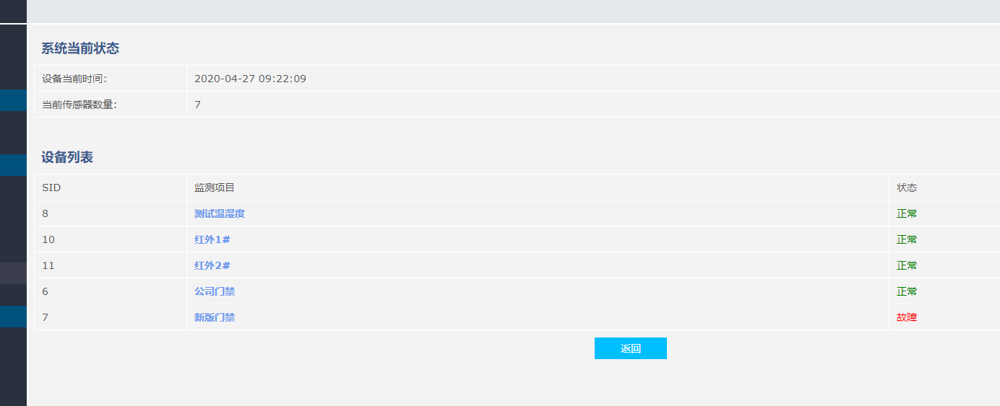 系统当前状态
设备当前时间: 2020-04-27 09:22:09
当前传感器数量: 7
设备列表
SID 监测项目 状态
8 测试温湿度 正常
10 红外1# 正常
11 红外2# 正常
6 公司门禁 正常
7 新版门禁 故障
返回